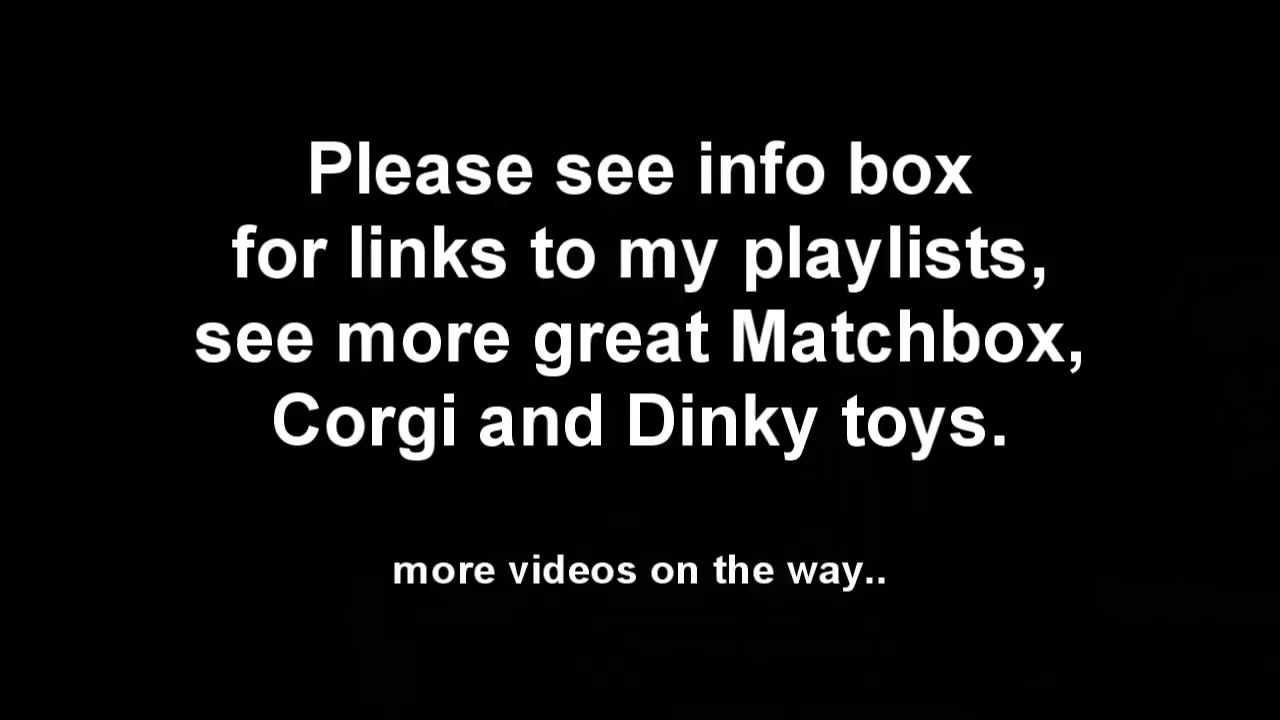 Please see info box
for links to my playlists,
see more great Matchbox,
Corgi and Dinky toys.
more videos on the way..